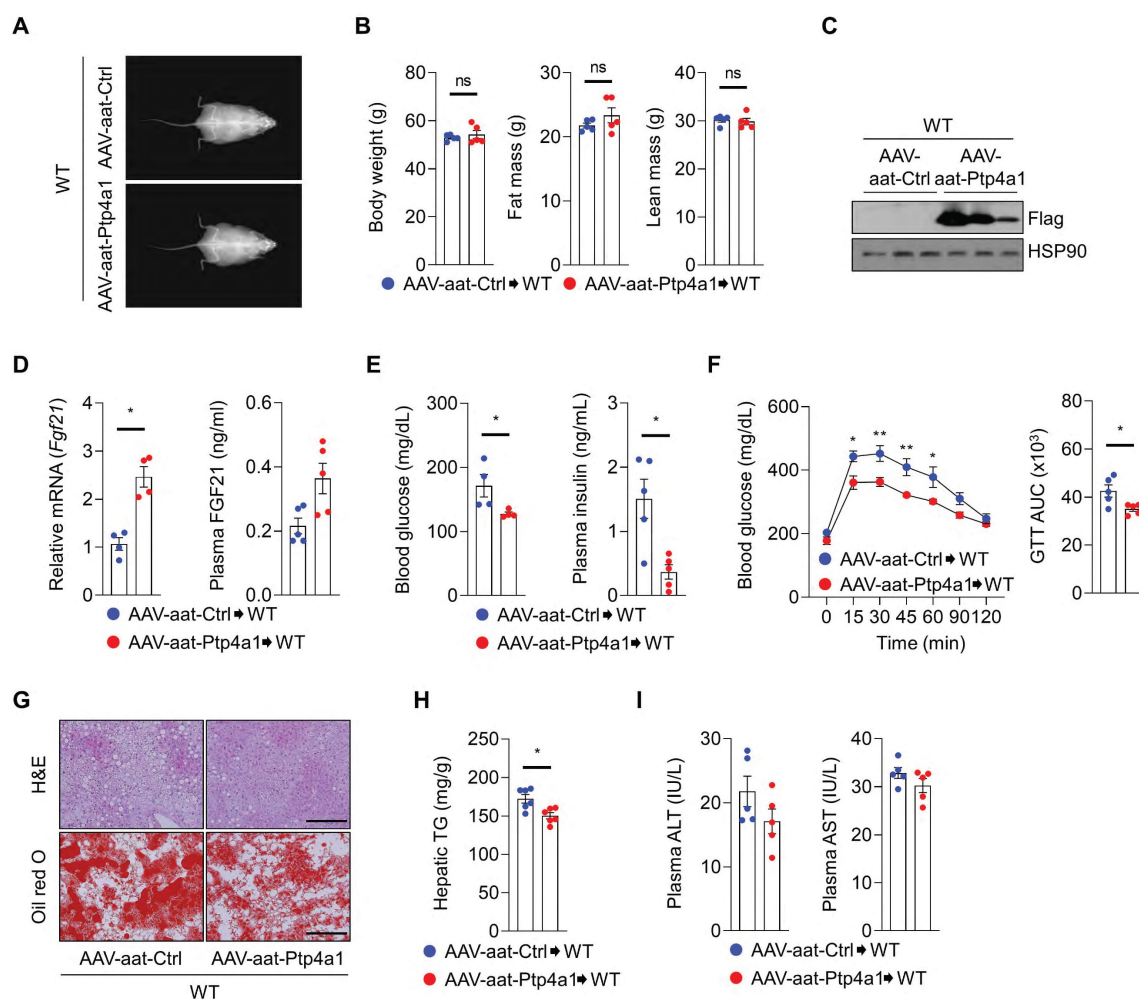 A
WT
AAV-aat-Ctrl
AAV-aat-Ptp4a1
B
Body weight (g)
80
60
40
20
0
ns
Fat mass (g)
30
20
10
0
ns
Lean mass (g)
40
30
20
10
0
ns
AAV-aat-Ctrl➡WT
AAV-aat-Ptp4a1➡WT
C
WT
AAV-
aat-Ctrl
AAV-
aat-Ptp4a1
Flag
HSP90
D
Relative mRNA (Fgf21)
4
3
2
1
0
*
Plasma FGF21 (ng/ml)
0.6
0.4
0.2
0.0
AAV-aat-Ctrl➡WT
AAV-aat-Ptp4a1➡WT
E
Blood glucose (mg/dL)
300
200
100
0
*
Plasma insulin (ng/mL)
3
2
1
0
*
AAV-aat-Ctrl➡WT
AAV-aat-Ptp4a1➡WT
F
Blood glucose (mg/dL)
600
400
200
0
* ** ** *
AAV-aat-Ctrl➡WT
AAV-aat-Ptp4a1➡WT
0 15 30 45 60 90 120
Time (min)
GTT AUC (x10³)
80
60
40
20
0
*
G
H&E
Oil red O
AAV-aat-Ctrl
AAV-aat-Ptp4a1
WT
H
Hepatic TG (mg/g)
250
200
150
100
50
0
*
AAV-aat-Ctrl➡WT
AAV-aat-Ptp4a1➡WT
I
Plasma ALT (IU/L)
30
20
10
0
Plasma AST (IU/L)
40
30
20
10
0
AAV-aat-Ctrl➡WT
AAV-aat-Ptp4a1➡WT